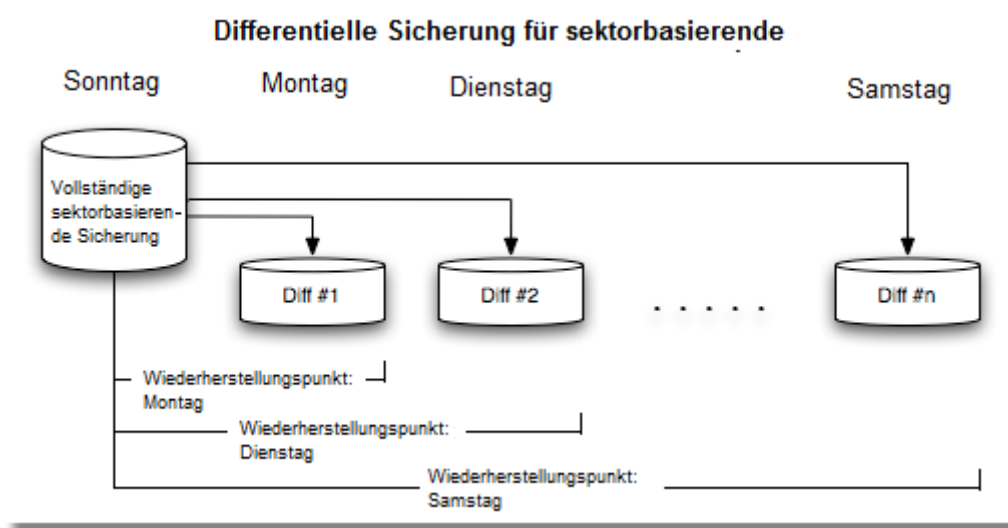 Differentielle Sicherung für sektorbasierende
Sonntag
Montag
Dienstag
Samstag
Vollständige
sektorbasieren-
de Sicherung
Diff #1
Diff #2
. . . . .
Diff #n
Wiederherstellungspunkt:
Montag
Wiederherstellungspunkt:
Dienstag
Wiederherstellungspunkt:
Samstag